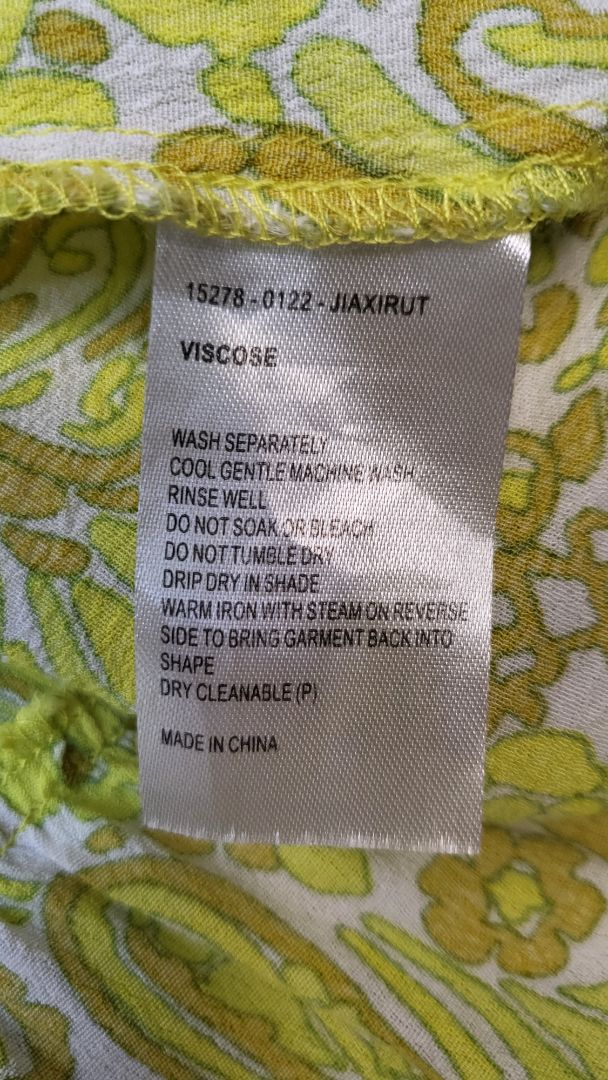 15278 - 0122 - JIAXIRUT
VISCOSE
WASH SEPARATELY
COOL GENTLE MACHINE WASH
RINSE WELL
DO NOT SOAK OR BLEACH
DO NOT TUMBLE DRY
DRIP DRY IN SHADE
WARM IRON WITH STEAM ON REVERSE
SIDE TO BRING GARMENT BACK INTO
SHAPE
DRY CLEANABLE (P)
MADE IN CHINA